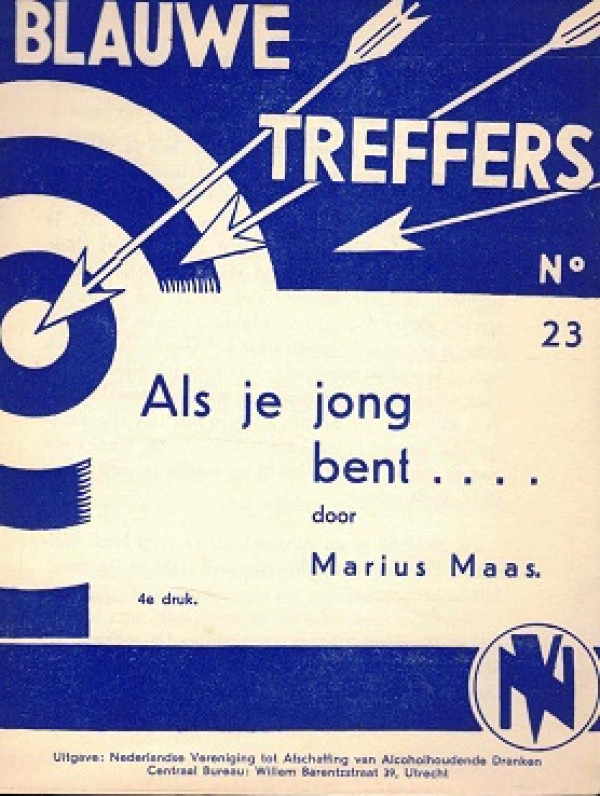 BLAUWE
TREFFERS
No
23
Als je jong
bent . . . .
door
Marius Maas.
4e druk.
NV
Uitgave: Nederlandse Vereniging tot Afschaffing van Alcoholhoudende Dranken
Centraal Bureau: Willem Barentzstraat 39, Utrecht